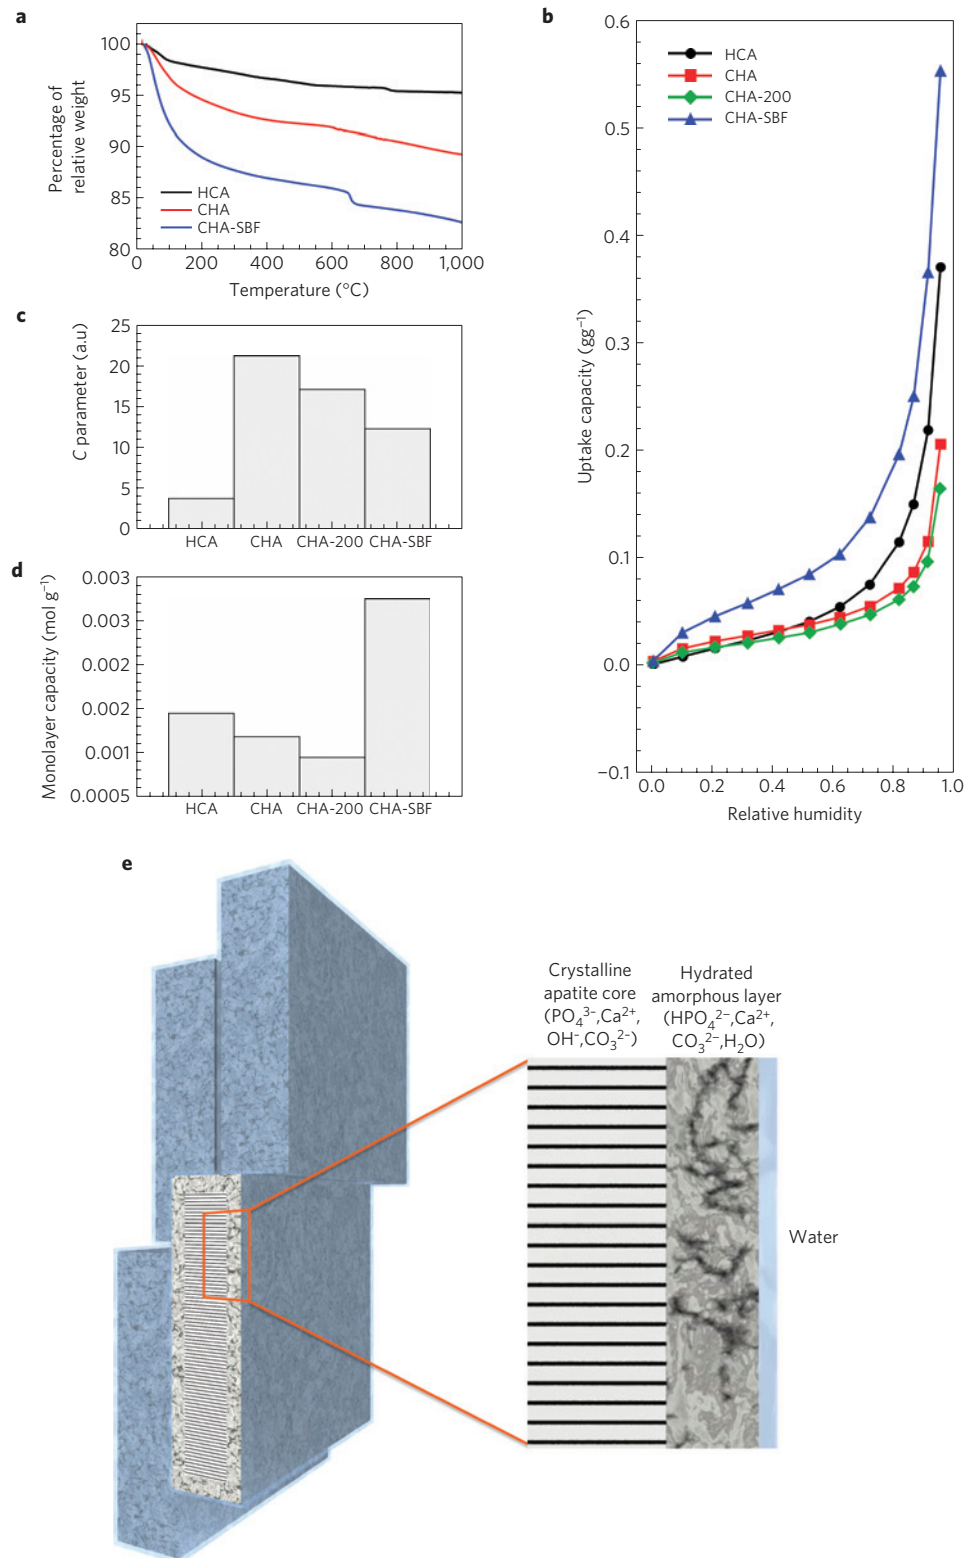 a
100
95
90
85
80
Percentage of
relative weight
HCA
CHA
CHA-SBF
0 200 400 600 800 1,000
Temperature (°C)
b
HCA
CHA
CHA-200
CHA-SBF
0.6
0.5
0.4
0.3
0.2
0.1
0.0
−0.1
Uptake capacity (gg⁻¹)
0.0 0.2 0.4 0.6 0.8 1.0
Relative humidity
c
25
20
15
10
5
0
C parameter (a.u)
HCA CHA CHA-200 CHA-SBF
d
0.003
0.003
0.002
0.002
0.001
0.0005
Monolayer capacity (mol g⁻¹)
HCA CHA CHA-200 CHA-SBF
e
Crystalline
apatite core
(PO₄³⁻,Ca²⁺,
OH⁻,CO₃²⁻)
Hydrated
amorphous layer
(HPO₄²⁻,Ca²⁺,
CO₃²⁻,H₂O)
Water